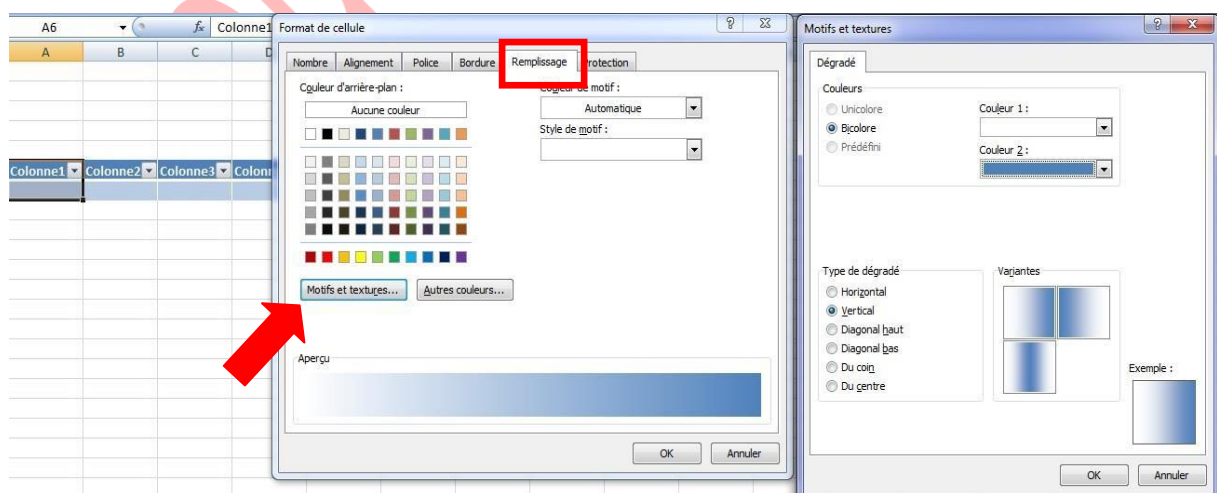 A6 fx Colonne1
A B C D
Colonne1 Colonne2 Colonne3 Colonn
Format de cellule
Nombre Alignement Police Bordure Remplissage Protection
Couleur d'arrière-plan :
Aucune couleur
Couleur de motif :
Automatique
Style de motif :
Motifs et textures... Autres couleurs...
Aperçu
OK Annuler
Motifs et textures
Dégradé
Couleurs
Unicolore
Bicolore
Prédéfini
Couleur 1 :
Couleur 2 :
Type de dégradé
Horizontal
Vertical
Diagonal haut
Diagonal bas
Du coin
Du centre
Variantes
Exemple :
OK Annuler